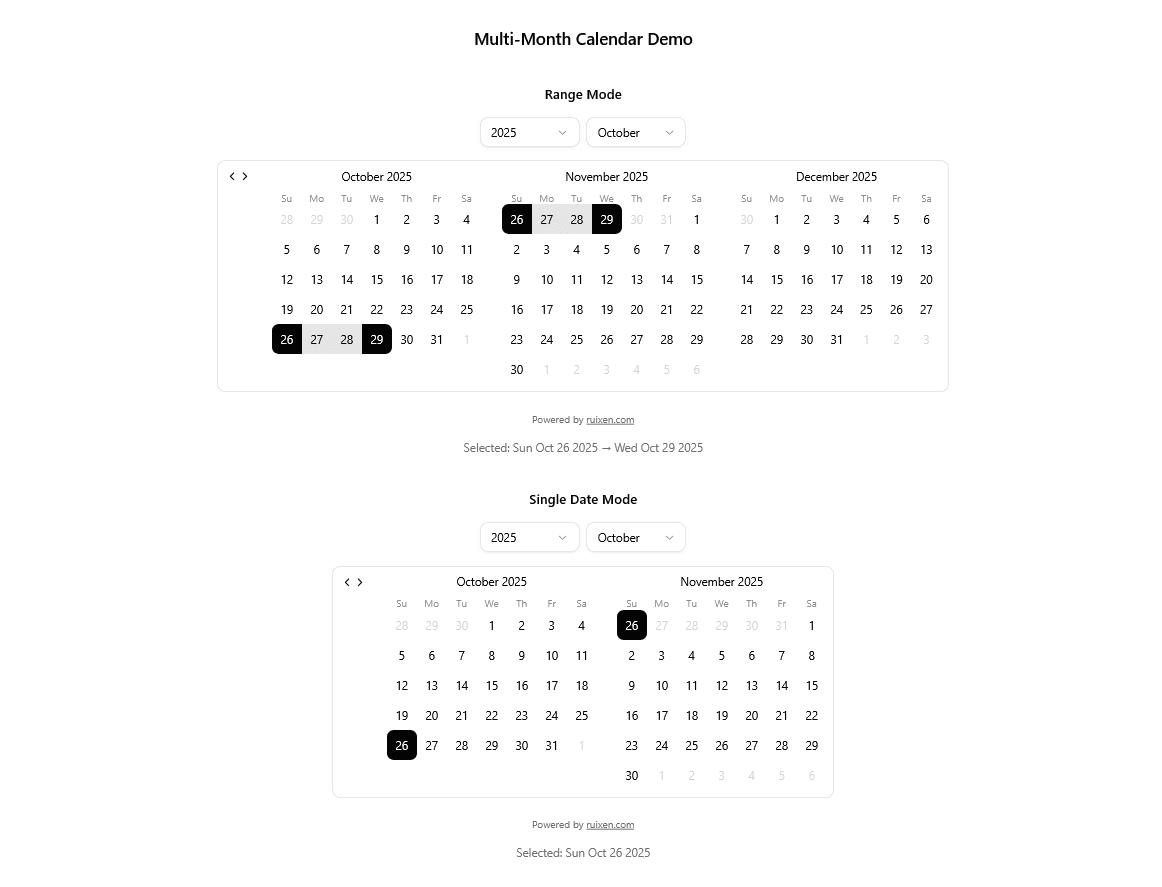 Multi-Month Calendar Demo
Range Mode
2025 October
October 2025 November 2025 December 2025
Su Mo Tu We Th Fr Sa Su Mo Tu We Th Fr Sa Su Mo Tu We Th Fr Sa
28 29 30 1 2 3 4 26 27 28 29 30 31 1 30 1 2 3 4 5 6
5 6 7 8 9 10 11 2 3 4 5 6 7 8 7 8 9 10 11 12 13
12 13 14 15 16 17 18 9 10 11 12 13 14 15 14 15 16 17 18 19 20
19 20 21 22 23 24 25 16 17 18 19 20 21 22 21 22 23 24 25 26 27
26 27 28 29 30 31 1 23 24 25 26 27 28 29 28 29 30 31 1 2 3
30 1 2 3 4 5 6
Powered by ruixen.com
Selected: Sun Oct 26 2025 → Wed Oct 29 2025
Single Date Mode
2025 October
October 2025 November 2025
Su Mo Tu We Th Fr Sa Su Mo Tu We Th Fr Sa
28 29 30 1 2 3 4 26 27 28 29 30 31 1
5 6 7 8 9 10 11 2 3 4 5 6 7 8
12 13 14 15 16 17 18 9 10 11 12 13 14 15
19 20 21 22 23 24 25 16 17 18 19 20 21 22
26 27 28 29 30 31 1 23 24 25 26 27 28 29
30 1 2 3 4 5 6
Powered by ruixen.com
Selected: Sun Oct 26 2025